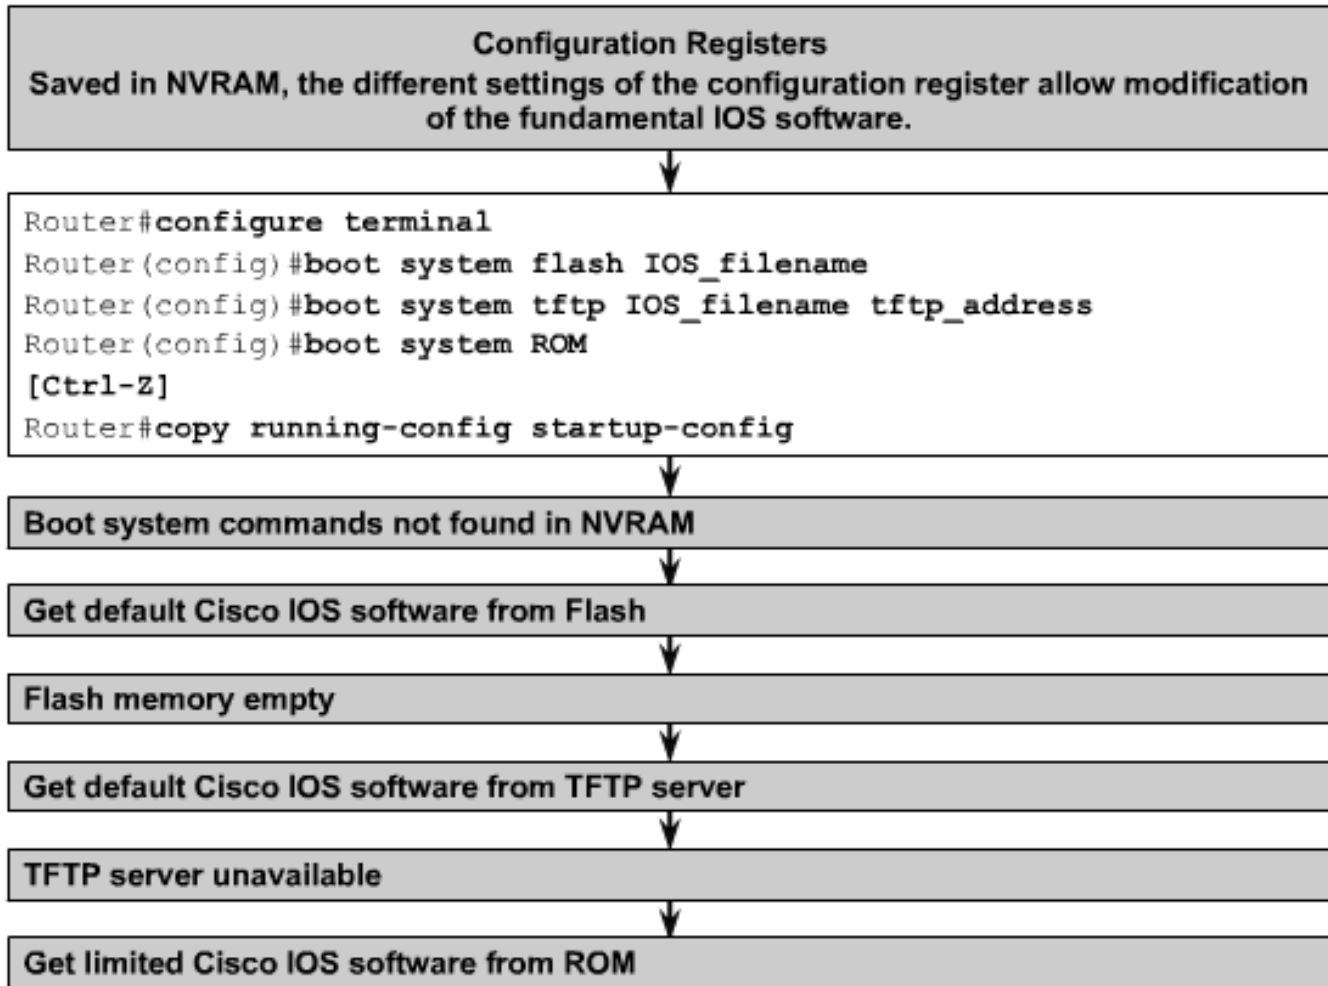 Configuration Registers
Saved in NVRAM, the different settings of the configuration register allow modification
of the fundamental IOS software.
Router#configure terminal
Router(config)#boot system flash IOS_filename
Router(config)#boot system tftp IOS_filename tftp_address
Router(config)#boot system ROM
[Ctrl-Z]
Router#copy running-config startup-config
Boot system commands not found in NVRAM
Get default Cisco IOS software from Flash
Flash memory empty
Get default Cisco IOS software from TFTP server
TFTP server unavailable
Get limited Cisco IOS software from ROM